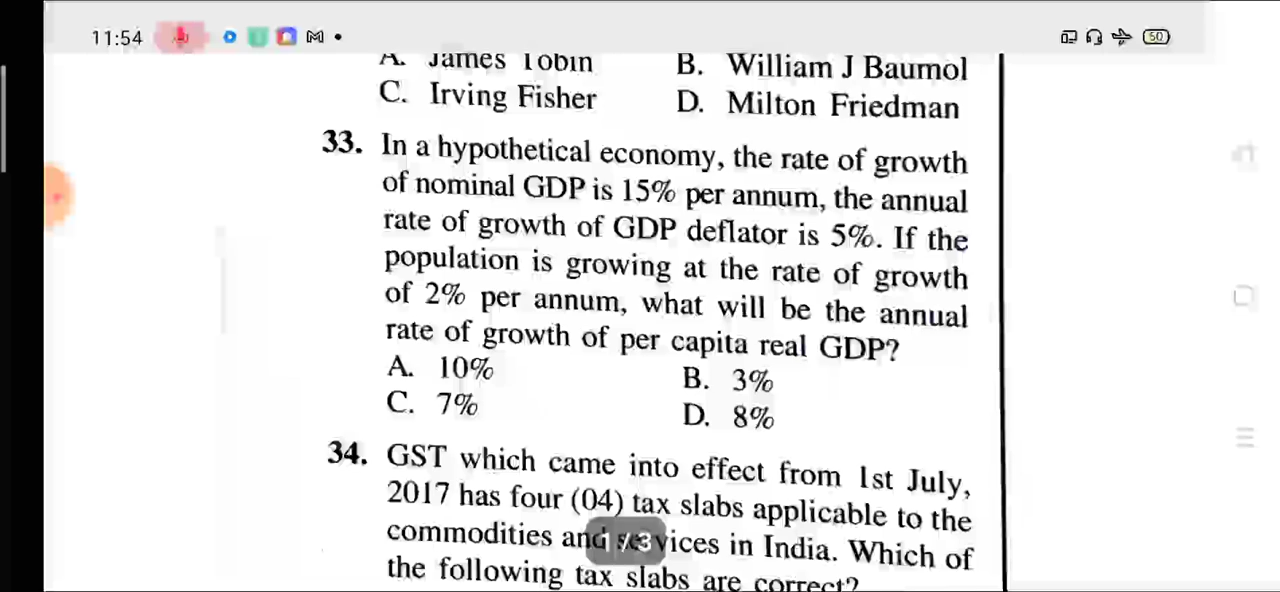 11:54
50
A. James Tobin B. William J Baumol
C. Irving Fisher D. Milton Friedman
33. In a hypothetical economy, the rate of growth
of nominal GDP is 15% per annum, the annual
rate of growth of GDP deflator is 5%. If the
population is growing at the rate of growth
of 2% per annum, what will be the annual
rate of growth of per capita real GDP?
A. 10% B. 3%
C. 7% D. 8%
34. GST which came into effect from 1st July,
2017 has four (04) tax slabs applicable to the
commodities and services in India. Which of
1/3
the following tax slabs are correct?